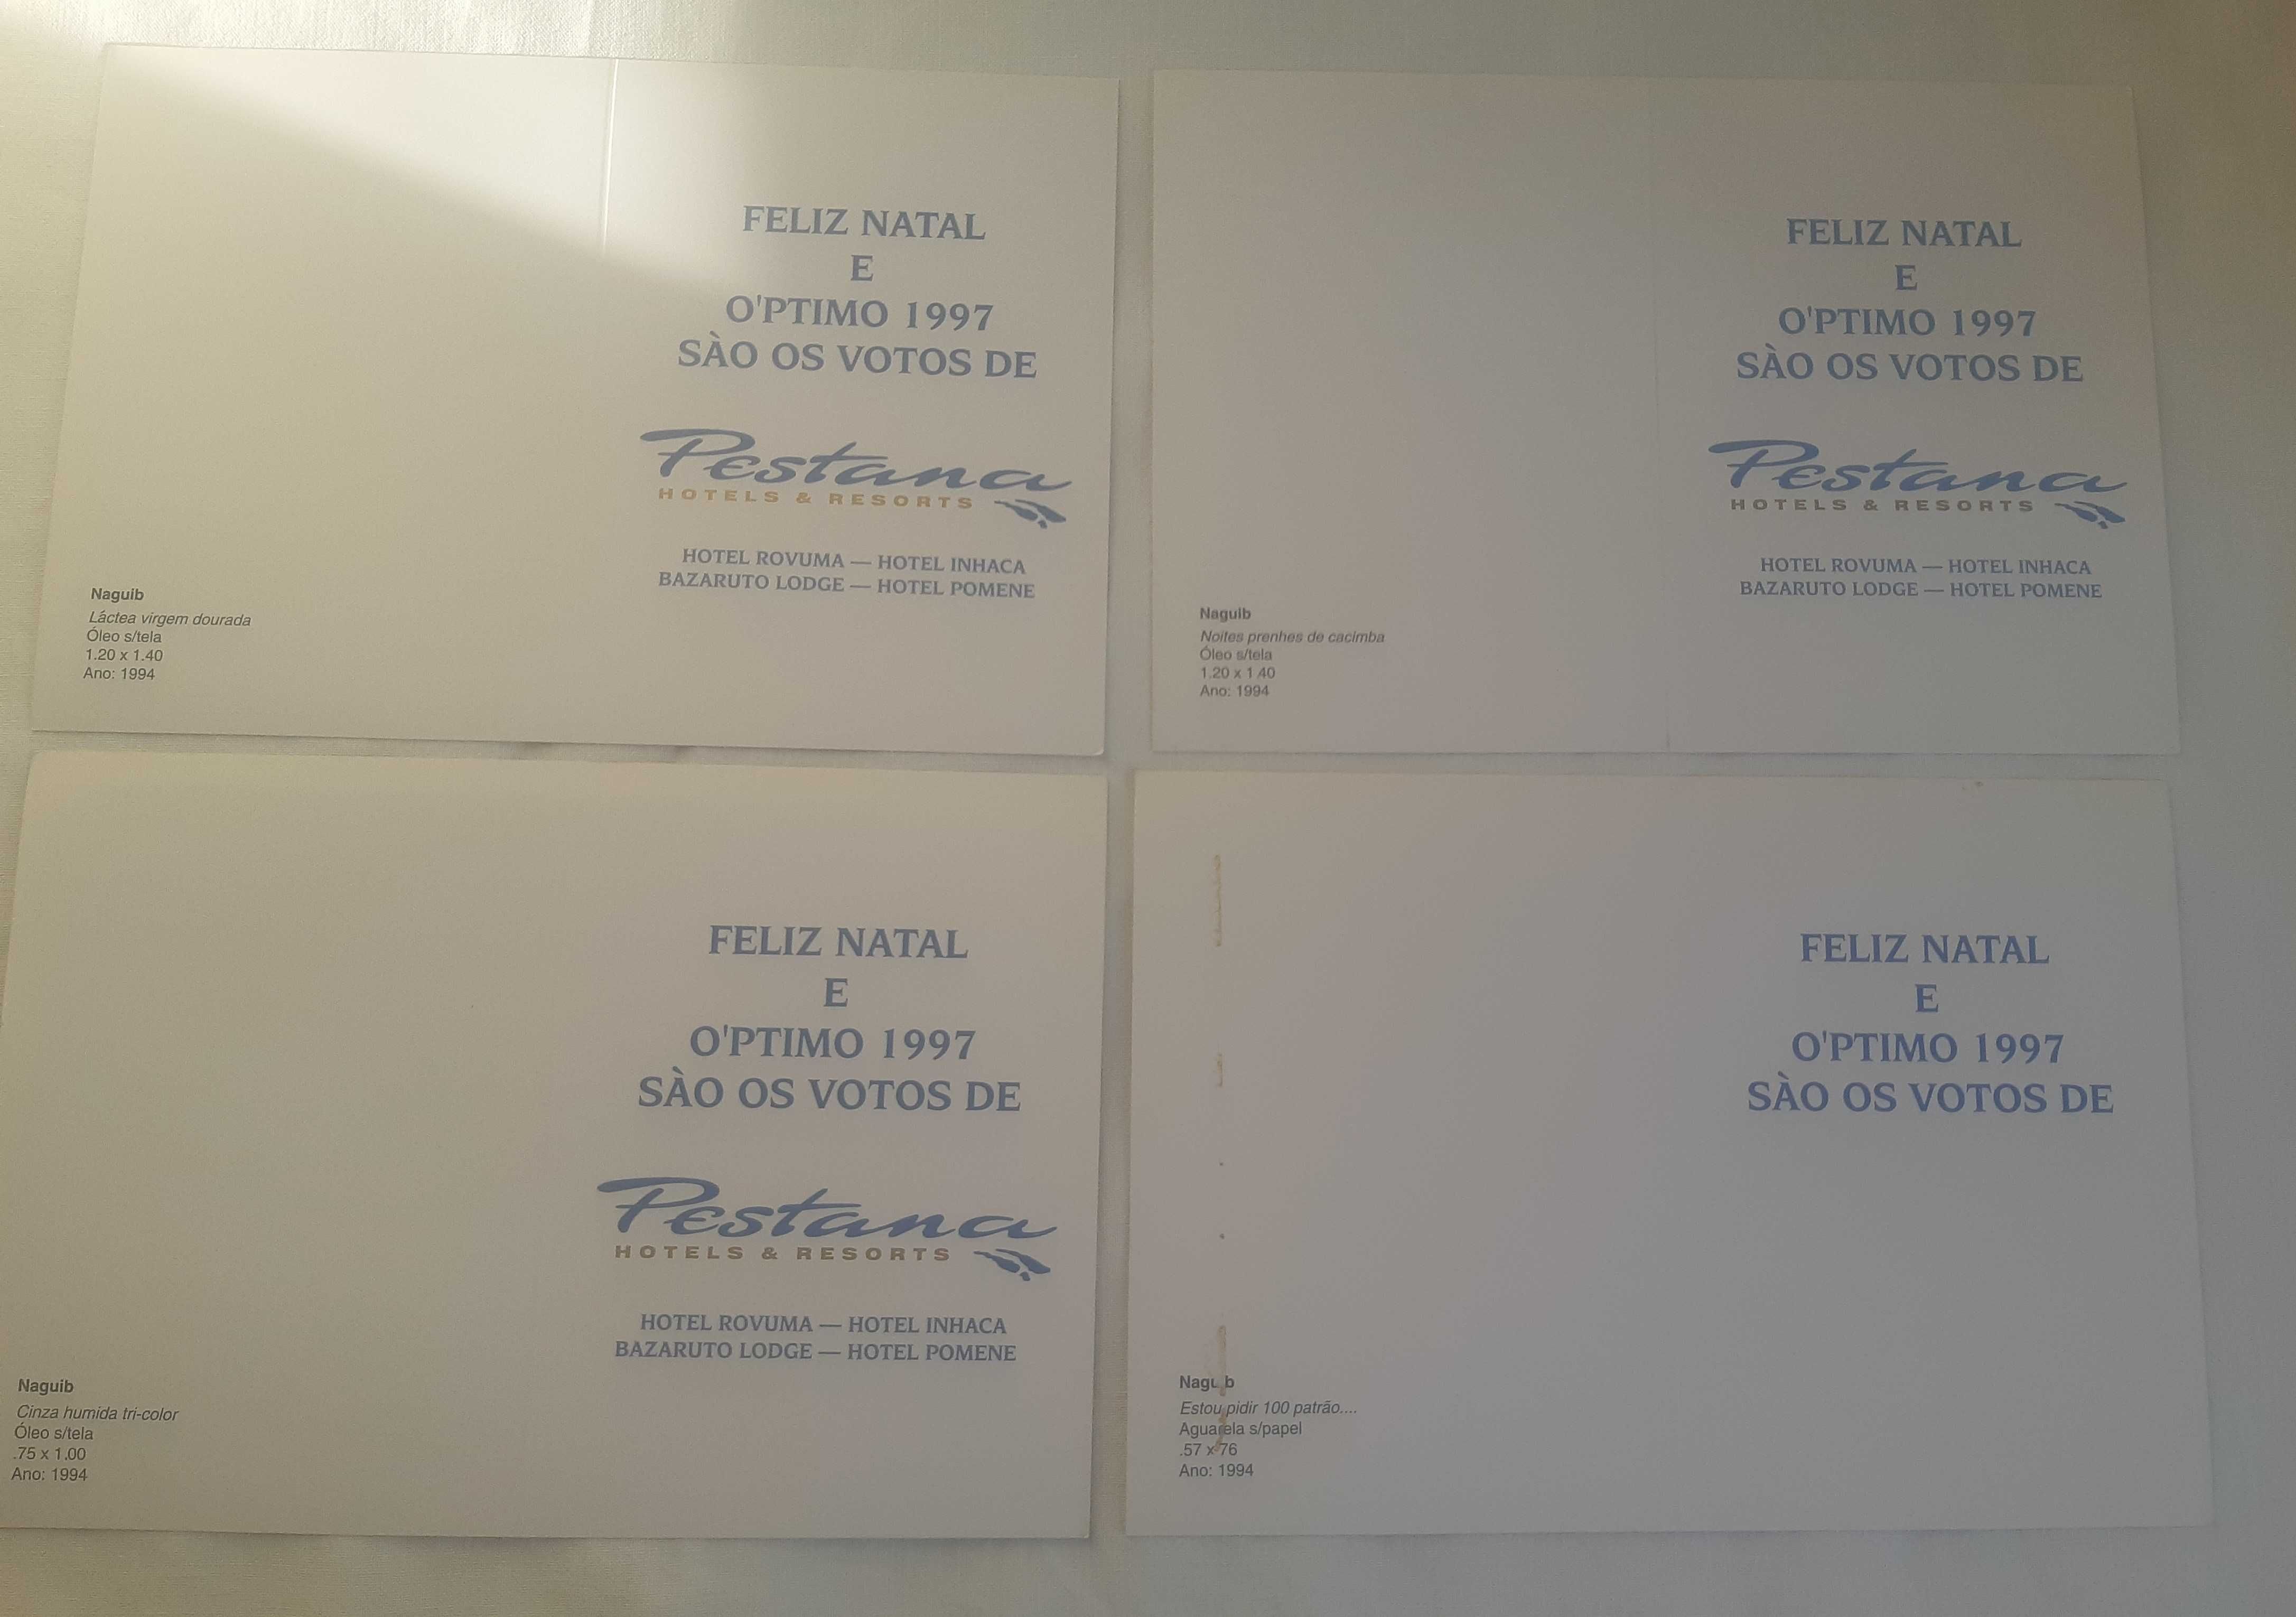 FELIZ NATAL
E
O'PTIMO 1997
SÀO OS VOTOS DE
Pestana
HOTELS & RESORTS
HOTEL ROVUMA — HOTEL INHACA
BAZARUTO LODGE — HOTEL POMENE
Naguib
Láctea virgem dourada
Óleo s/tela
1.20 x 1.40
Ano: 1994
FELIZ NATAL
E
O'PTIMO 1997
SÀO OS VOTOS DE
Pestana
HOTELS & RESORTS
HOTEL ROVUMA — HOTEL INHACA
BAZARUTO LODGE — HOTEL POMENE
Naguib
Noites prenhes de cacimba
Óleo s/tela
1.20 x 1.40
Ano: 1994
FELIZ NATAL
E
O'PTIMO 1997
SÀO OS VOTOS DE
Pestana
HOTELS & RESORTS
HOTEL ROVUMA — HOTEL INHACA
BAZARUTO LODGE — HOTEL POMENE
Naguib
Cinza humida tri-color
Óleo s/tela
.75 x 1.00
Ano: 1994
FELIZ NATAL
E
O'PTIMO 1997
SÀO OS VOTOS DE
Naguib
Estou pidir 100 patrão....
Aguarela s/papel
.57 x 76
Ano: 1994